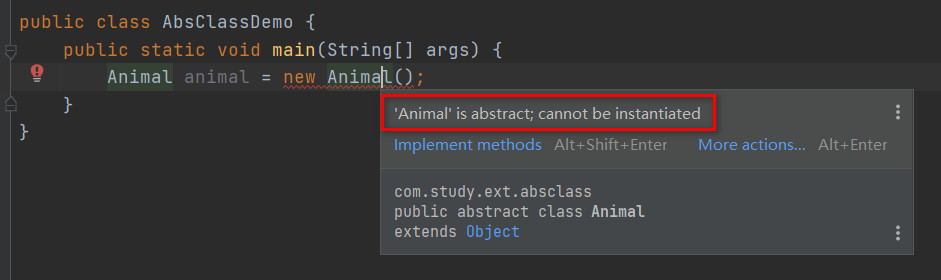 public class AbsClassDemo {
public static void main(String[] args) {
Animal animal = new Animal();
}
}
'Animal' is abstract; cannot be instantiated
Implement methods Alt+Shift+Enter More actions... Alt+Enter
com.study.ext.absclass
public abstract class Animal
extends Object